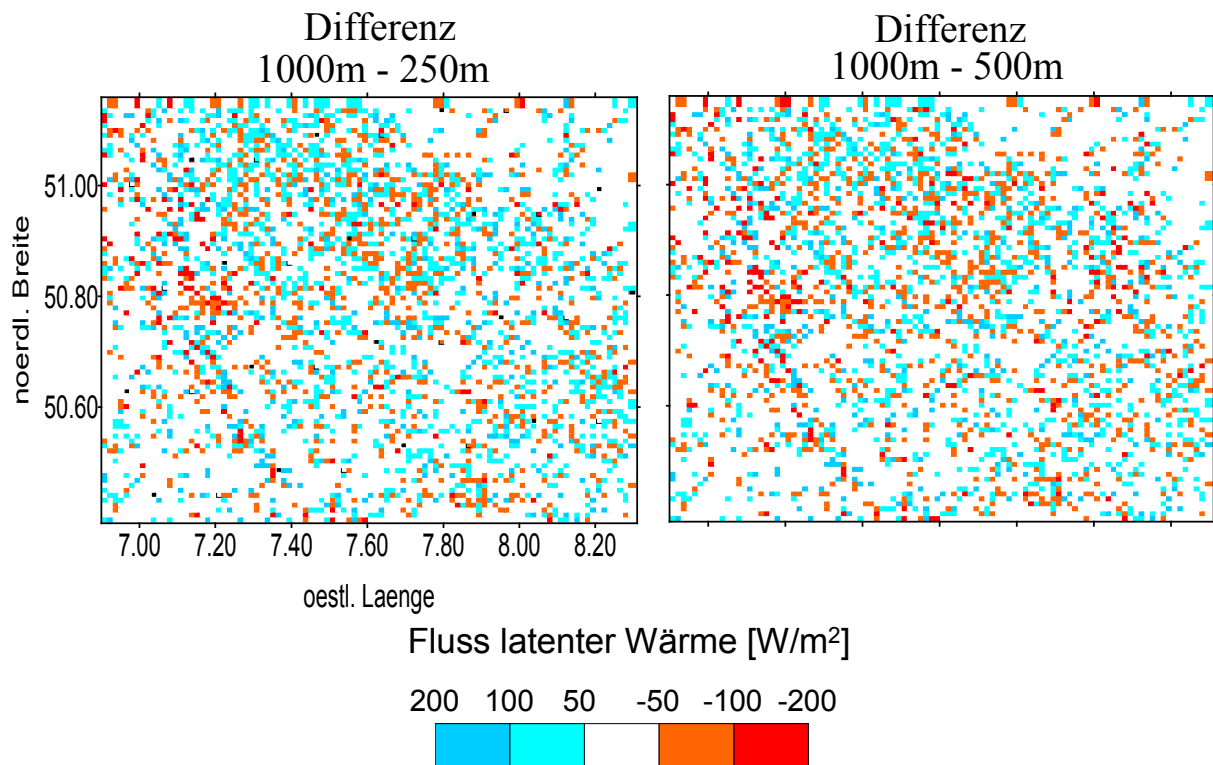 Differenz
1000m - 250m
Differenz
1000m - 500m
noerdl. Breite
51.00
50.80
50.60
7.00 7.20 7.40 7.60 7.80 8.00 8.20
oestl. Laenge
Fluss latenter Wärme [W/m²]
200 100 50 -50 -100 -200